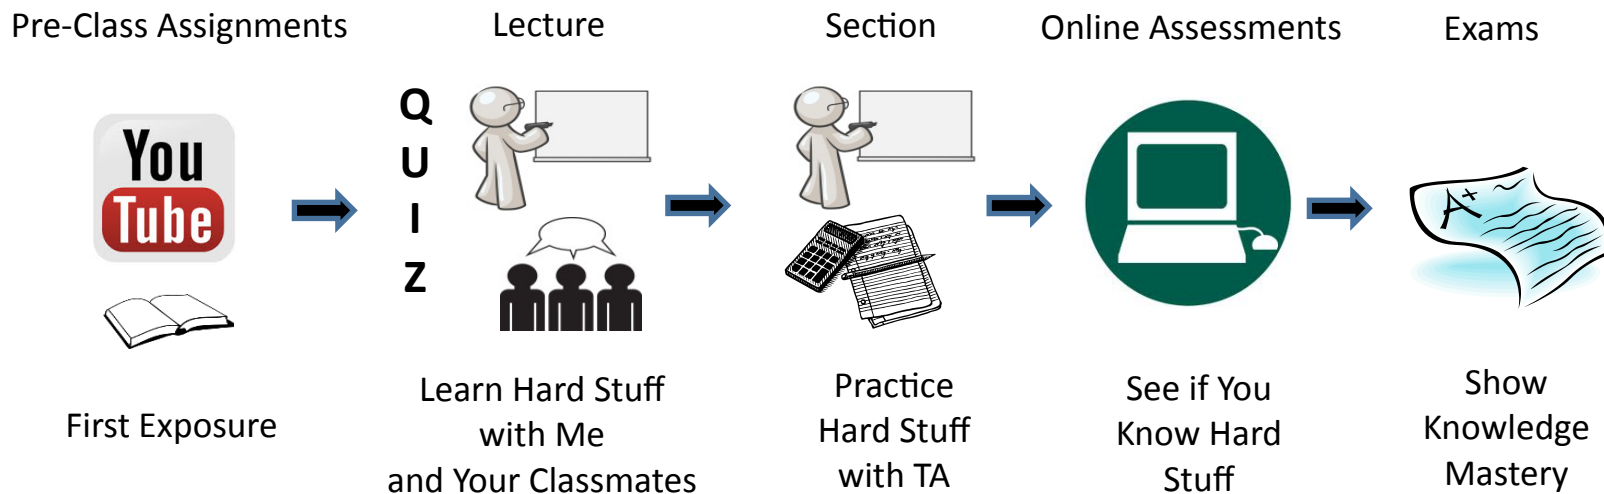 Pre-Class Assignments
Lecture
Section
Online Assessments
Exams
You
Tube
Q
U
I
Z
A+
First Exposure
Learn Hard Stuff
with Me
and Your Classmates
Practice
Hard Stuff
with TA
See if You
Know Hard
Stuff
Show
Knowledge
Mastery